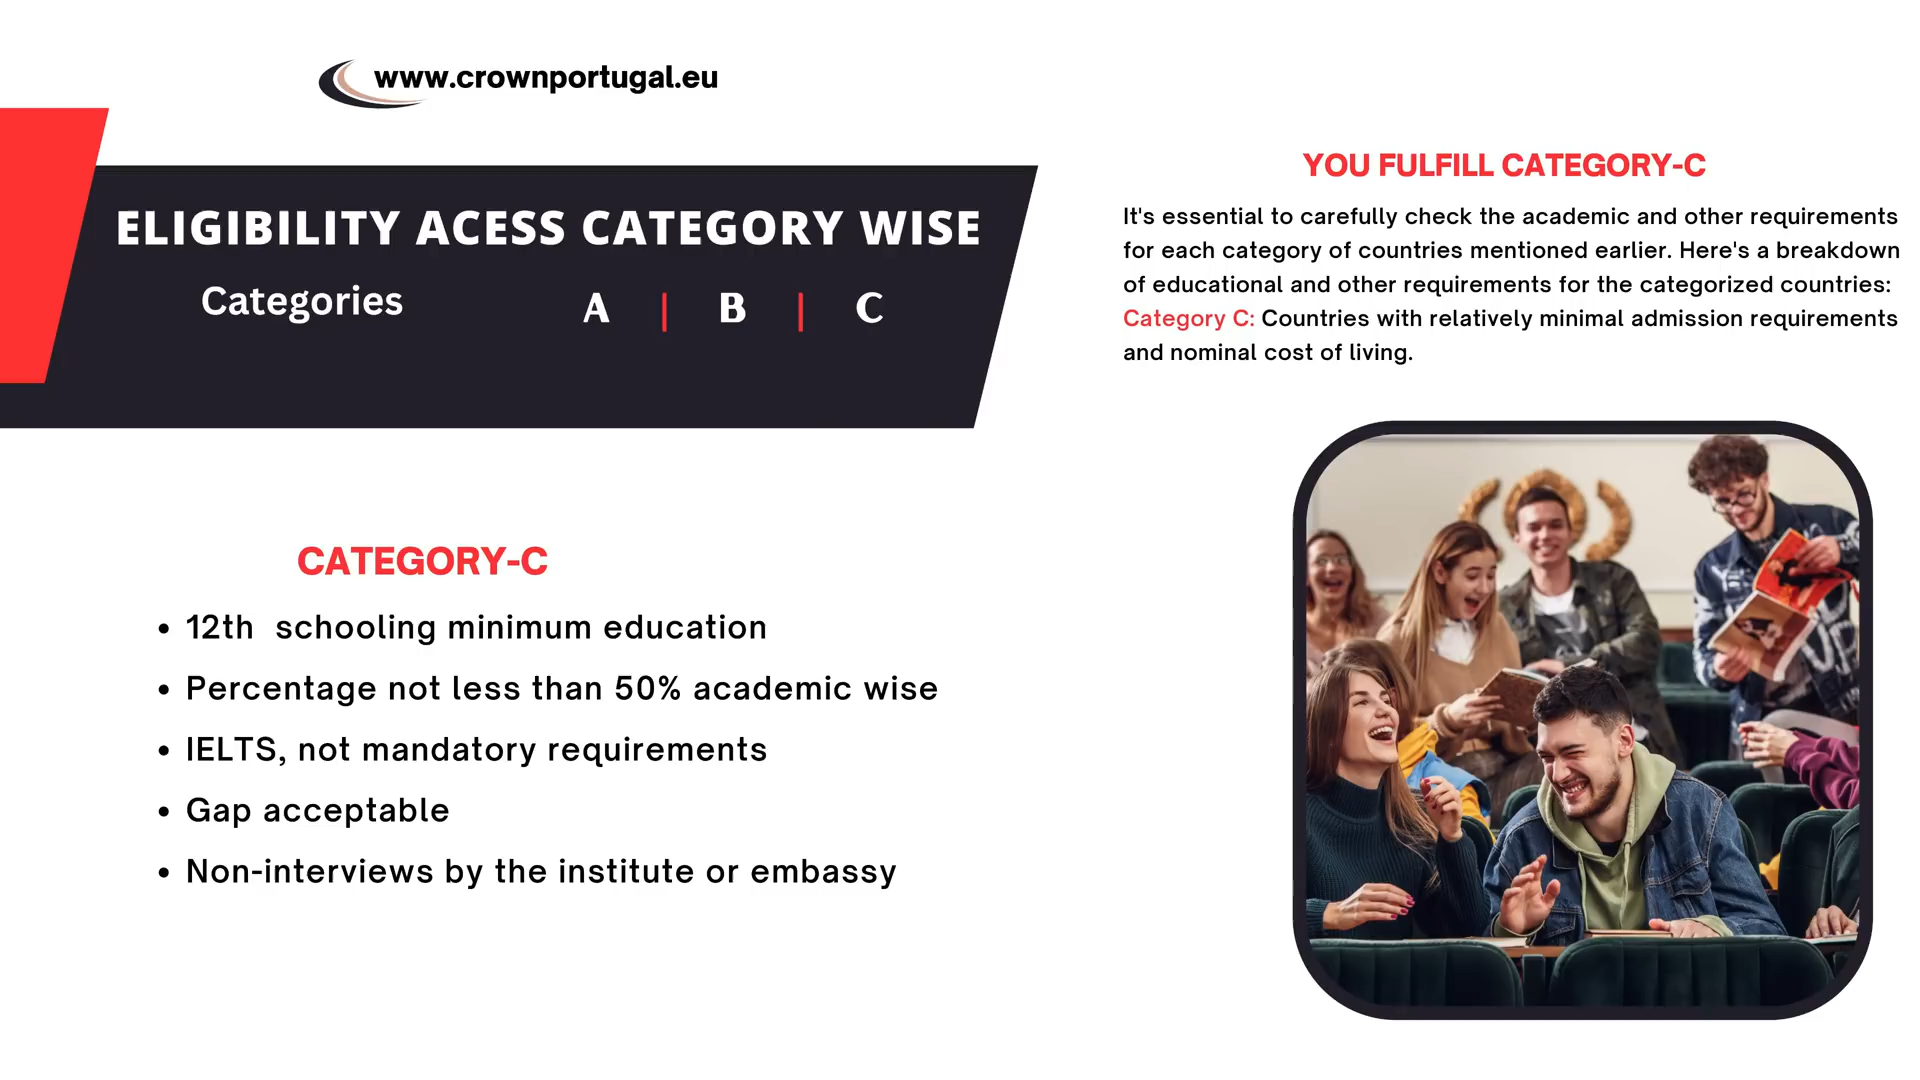 www.crownportugal.eu
ELIGIBILITY ACESS CATEGORY WISE
Categories A | B | C
YOU FULFILL CATEGORY-C
It's essential to carefully check the academic and other requirements
for each category of countries mentioned earlier. Here's a breakdown
of educational and other requirements for the categorized countries:
Category C: Countries with relatively minimal admission requirements
and nominal cost of living.
CATEGORY-C
• 12th schooling minimum education
• Percentage not less than 50% academic wise
• IELTS, not mandatory requirements
• Gap acceptable
• Non-interviews by the institute or embassy